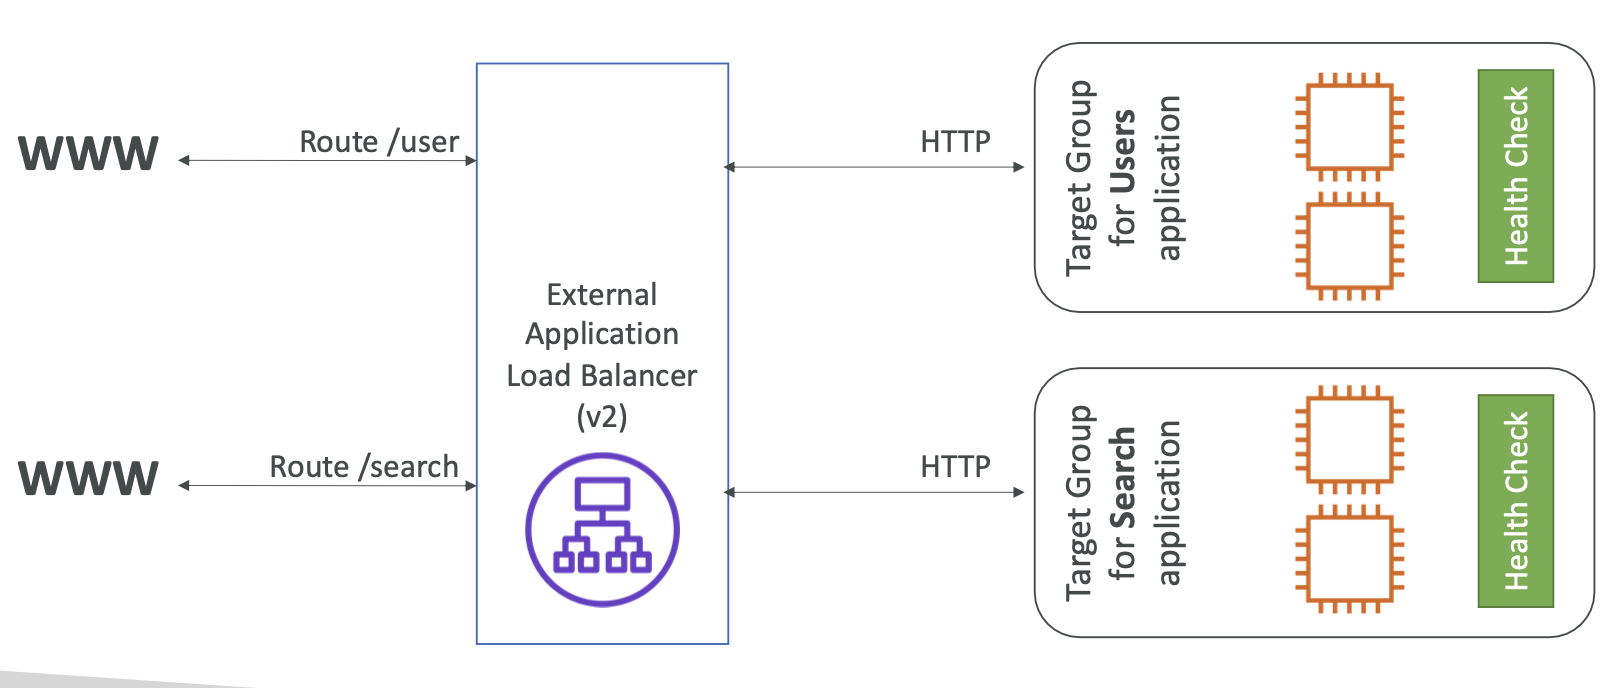 WWW
Route /user
HTTP
Target Group
for Users
application
Health Check
External
Application
Load Balancer
(v2)
WWW
Route /search
HTTP
Target Group
for Search
application
Health Check